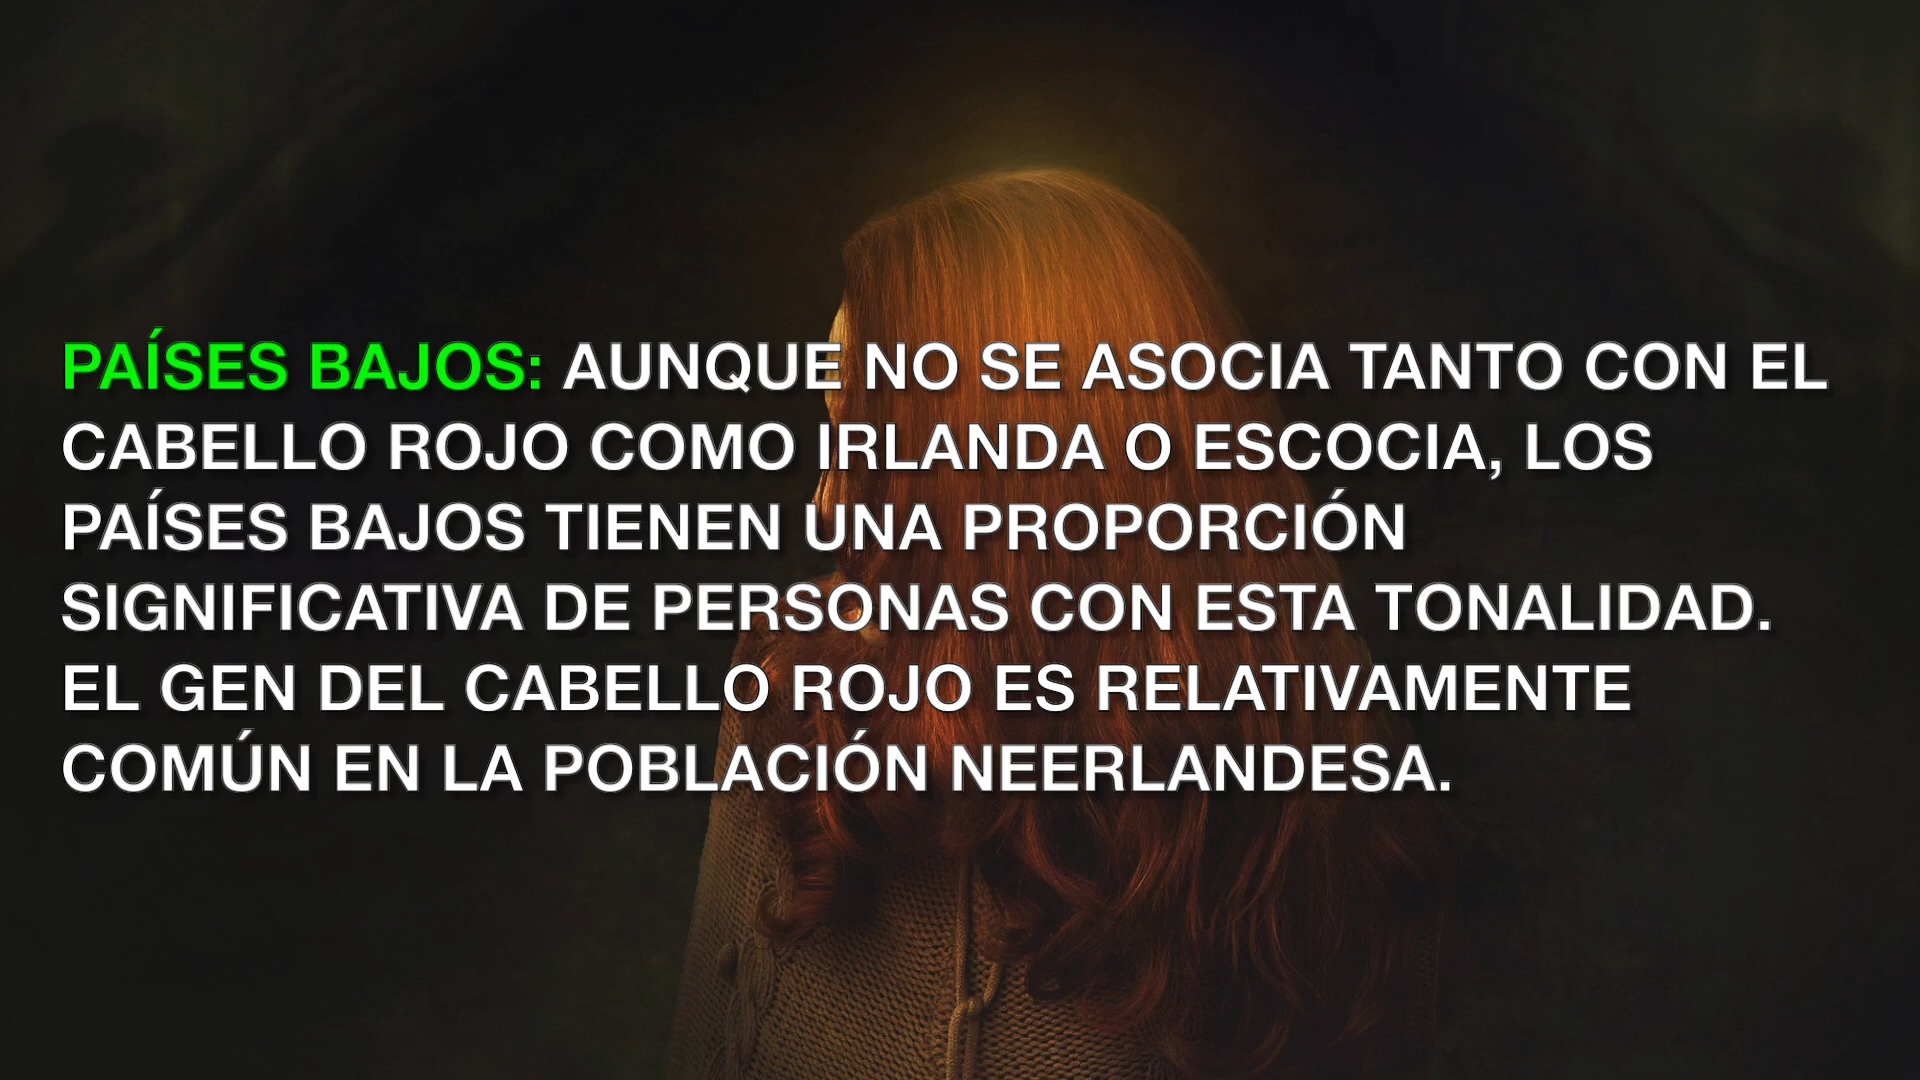 PAÍSES BAJOS: AUNQUE NO SE ASOCIA TANTO CON EL
CABELLO ROJO COMO IRLANDA O ESCOCIA, LOS
PAÍSES BAJOS TIENEN UNA PROPORCIÓN
SIGNIFICATIVA DE PERSONAS CON ESTA TONALIDAD.
EL GEN DEL CABELLO ROJO ES RELATIVAMENTE
COMÚN EN LA POBLACIÓN NEERLANDESA.